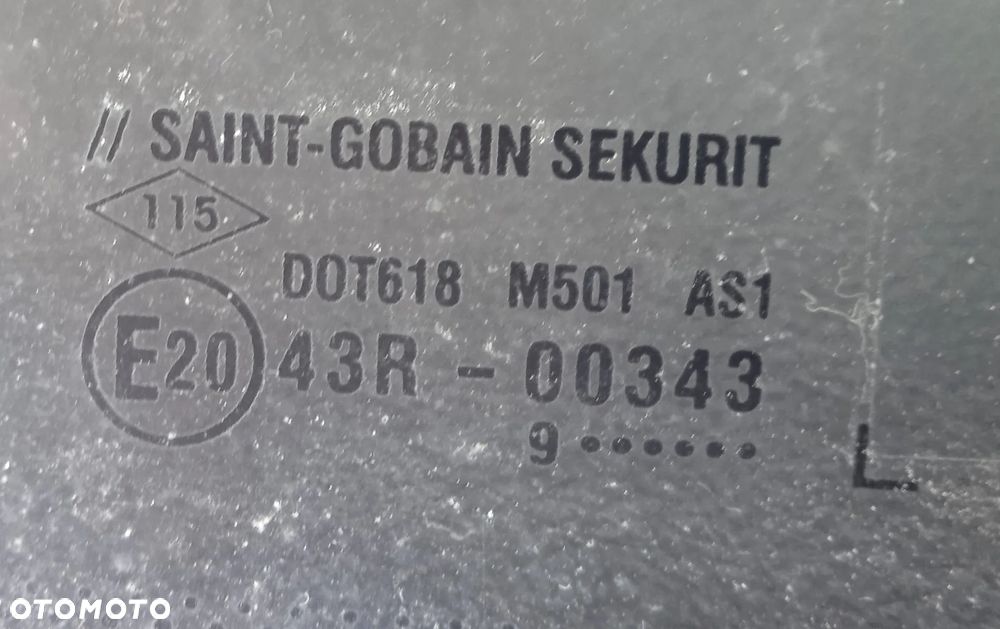 // SAINT-GOBAIN SEKURIT
115
DOT618 M501 AS1
E20 43R - 00343
9 ••••••
OTOMOTO